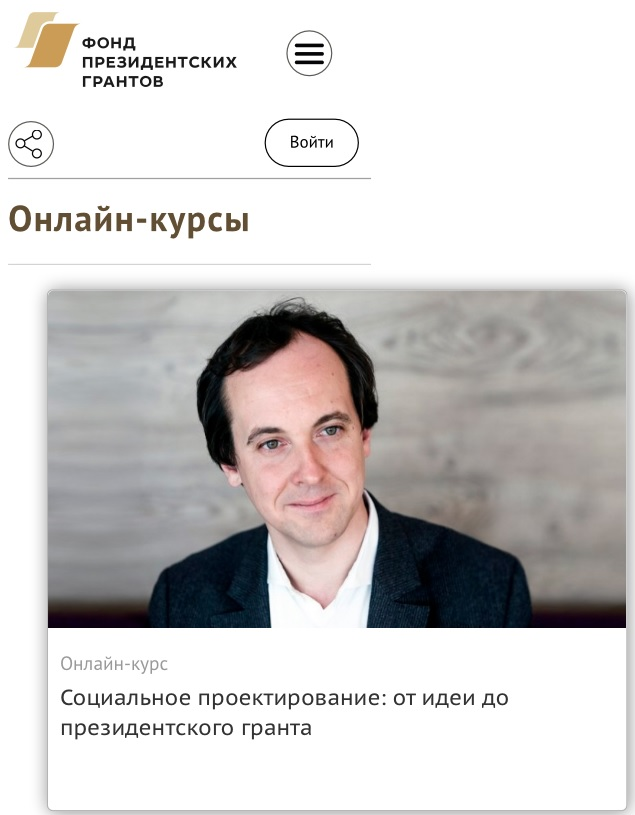 ФОНД
ПРЕЗИДЕНТСКИХ
ГРАНТОВ
Войти
Онлайн-курсы
Онлайн-курс
Социальное проектирование: от идеи до
президентского гранта